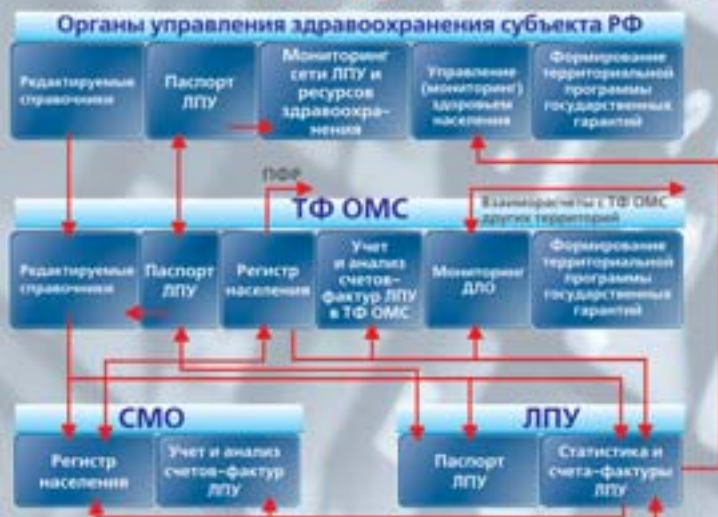 Органы управления здравоохранения субъекта РФ
Редактируемые
справочники
Паспорт
ЛПУ
Мониторинг
сети ЛПУ и
ресурсов
здравоохра-
нения
Управление
(мониторинг)
здоровьем
населения
Формирование
территориальной
программы
государственных
гарантий
ПФР
Взаиморасчеты с ТФ ОМС
других территорий
ТФ ОМС
Редактируемые
справочники
Паспорт
ЛПУ
Регистр
населения
Учет
и анализ
счетов-
фактур ЛПУ
в ТФ ОМС
Мониторинг
ДЛО
Формирование
территориальной
программы
государственных
гарантий
СМО
Регистр
населения
Учет и анализ
счетов-фактур
ЛПУ
ЛПУ
Паспорт
ЛПУ
Статистика и
счета-фактуры
ЛПУ